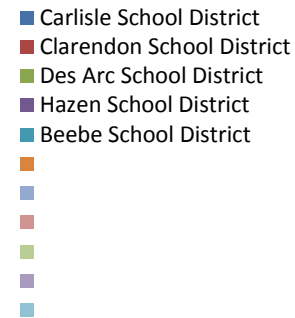 Carlisle School District
Clarendon School District
Des Arc School District
Hazen School District
Beebe School District